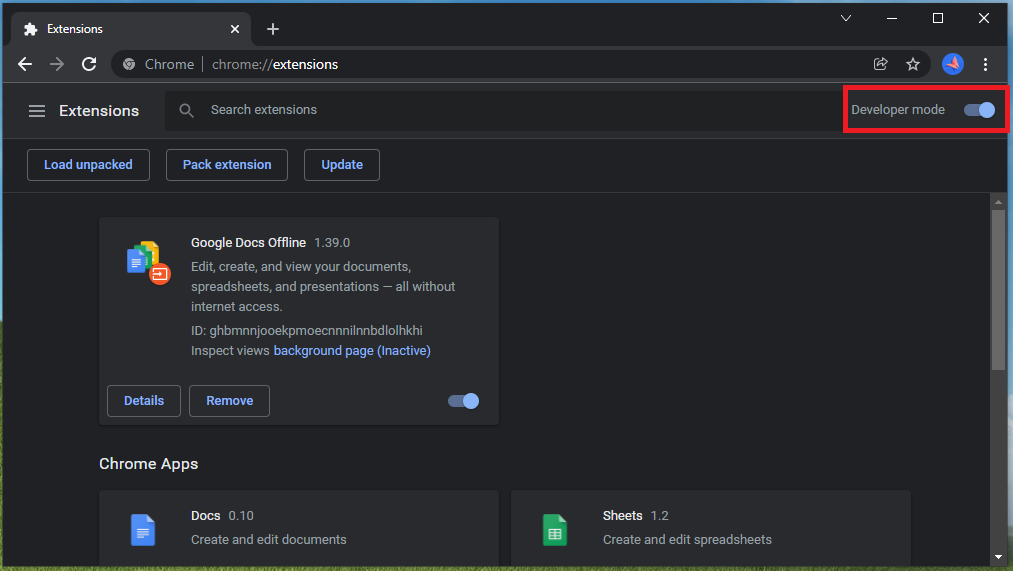 Extensions
Chrome | chrome://extensions
Extensions
Search extensions
Developer mode
Load unpacked
Pack extension
Update
Google Docs Offline 1.39.0
Edit, create, and view your documents,
spreadsheets, and presentations — all without
internet access.
ID: ghbmnnjooekpmoecnnnilnnbdlolhkhi
Inspect views background page (Inactive)
Details
Remove
Chrome Apps
Docs 0.10
Create and edit documents
Sheets 1.2
Create and edit spreadsheets